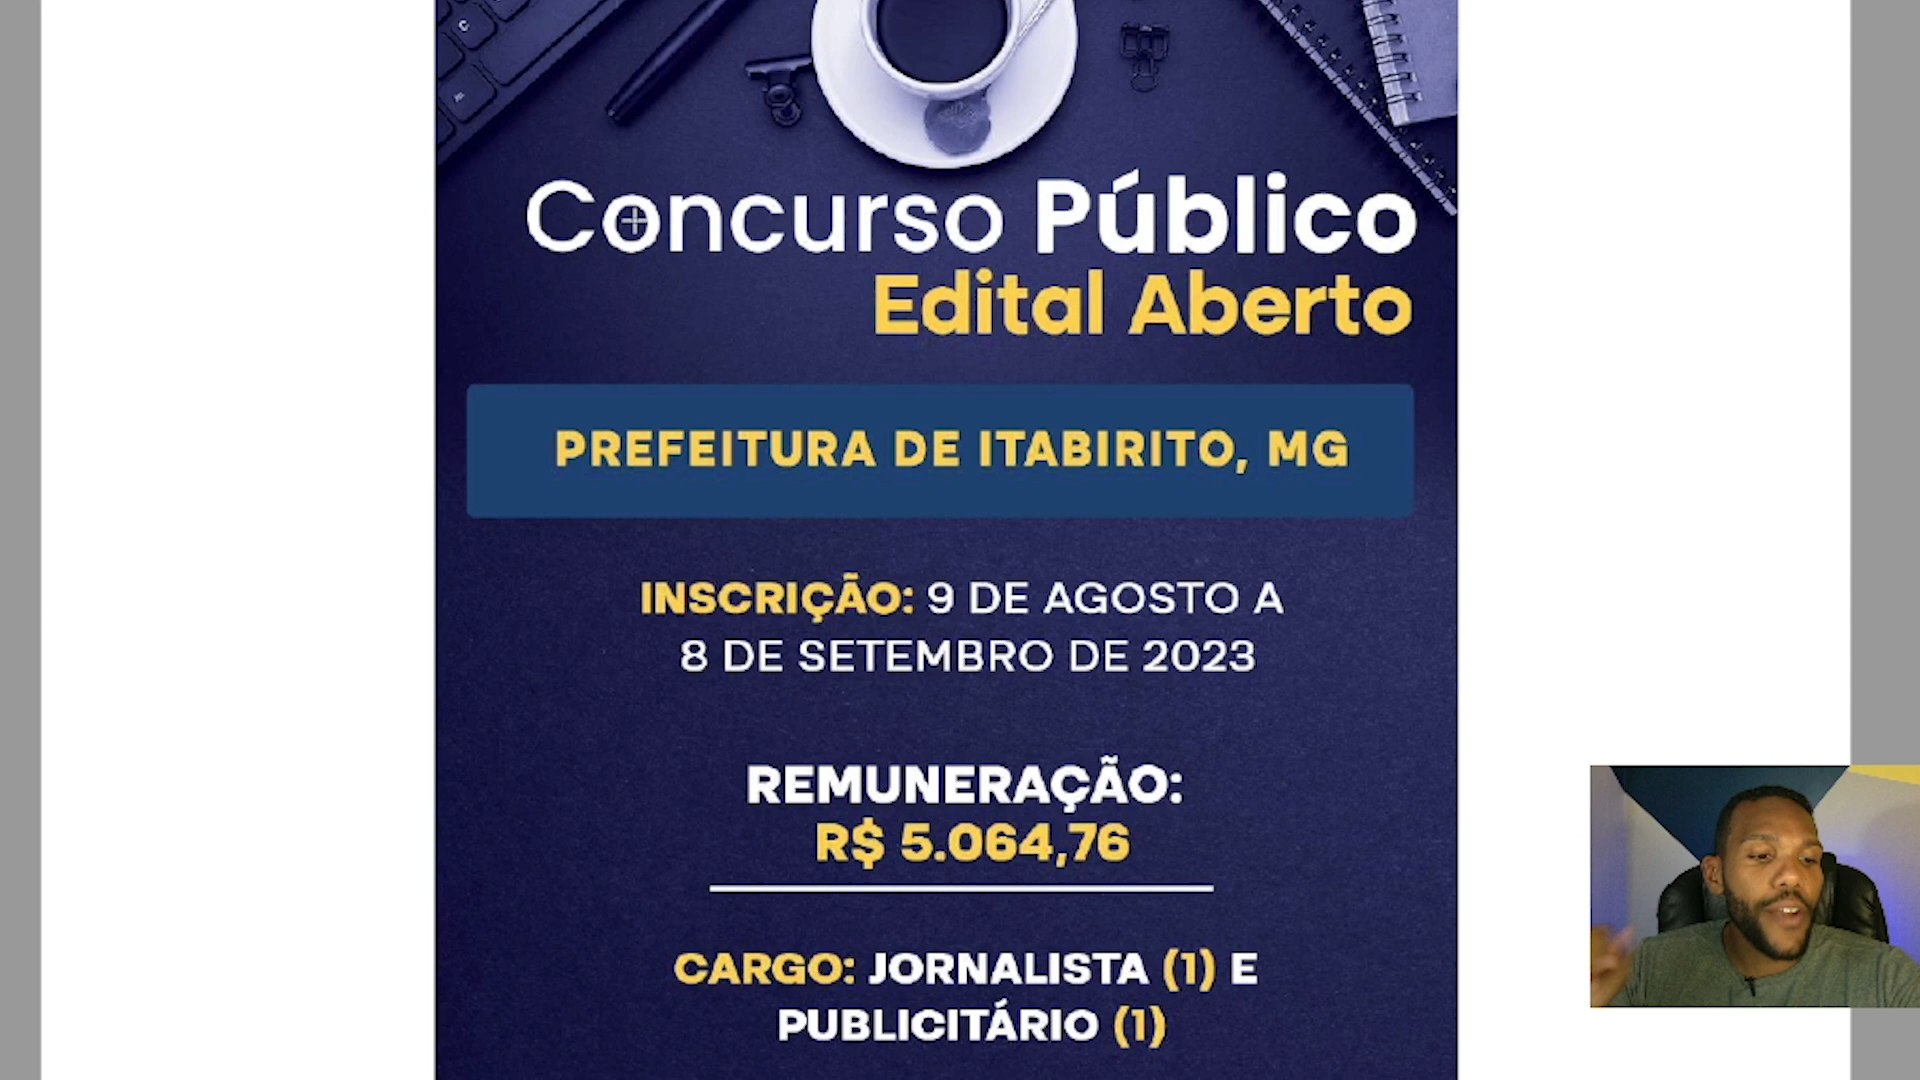 Concurso Público
Edital Aberto
PREFEITURA DE ITABIRITO, MG
INSCRIÇÃO: 9 DE AGOSTO A
8 DE SETEMBRO DE 2023
REMUNERAÇÃO:
R$ 5.064,76
CARGO: JORNALISTA (1) E
PUBLICITÁRIO (1)